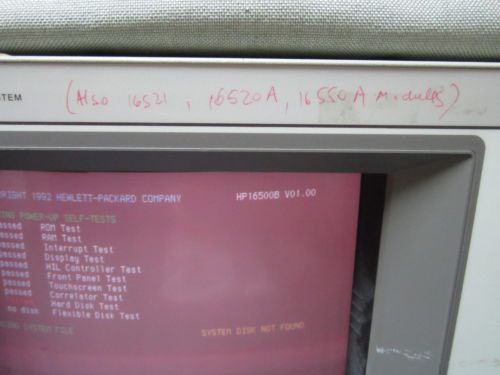 STEM
(Also 16521, 16520A, 16550A Modules)
RIGHT 1992 HEWLETT-PACKARD COMPANY HP16500B V01.00
ING POWER-UP SELF-TESTS
passed ROM Test
passed RAM Test
passed Interrupt Test
passed Display Test
passed HIL Controller Test
passed Front Panel Test
passed Touchscreen Test
passed Correlator Test
Hard Disk Test
no disk Flexible Disk Test
ING SYSTEM FILE SYSTEM DISK NOT FOUND